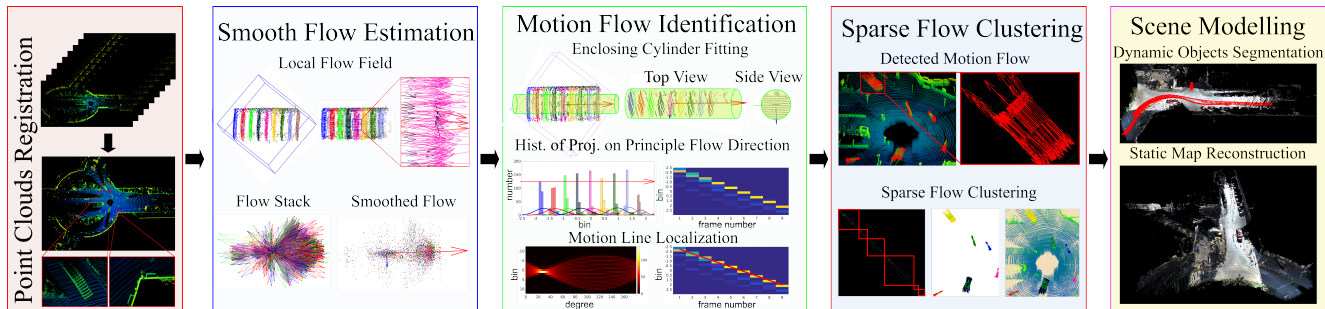 Point Clouds Registration
Smooth Flow Estimation
Local Flow Field
Flow Stack
Smoothed Flow
Motion Flow Identification
Enclosing Cylinder Fitting
Top View
Side View
Hist. of Proj. on Principle Flow Direction
number
bin
bin
frame number
Motion Line Localization
bin
degree
bin
frame number
Sparse Flow Clustering
Detected Motion Flow
Sparse Flow Clustering
Scene Modelling
Dynamic Objects Segmentation
Static Map Reconstruction